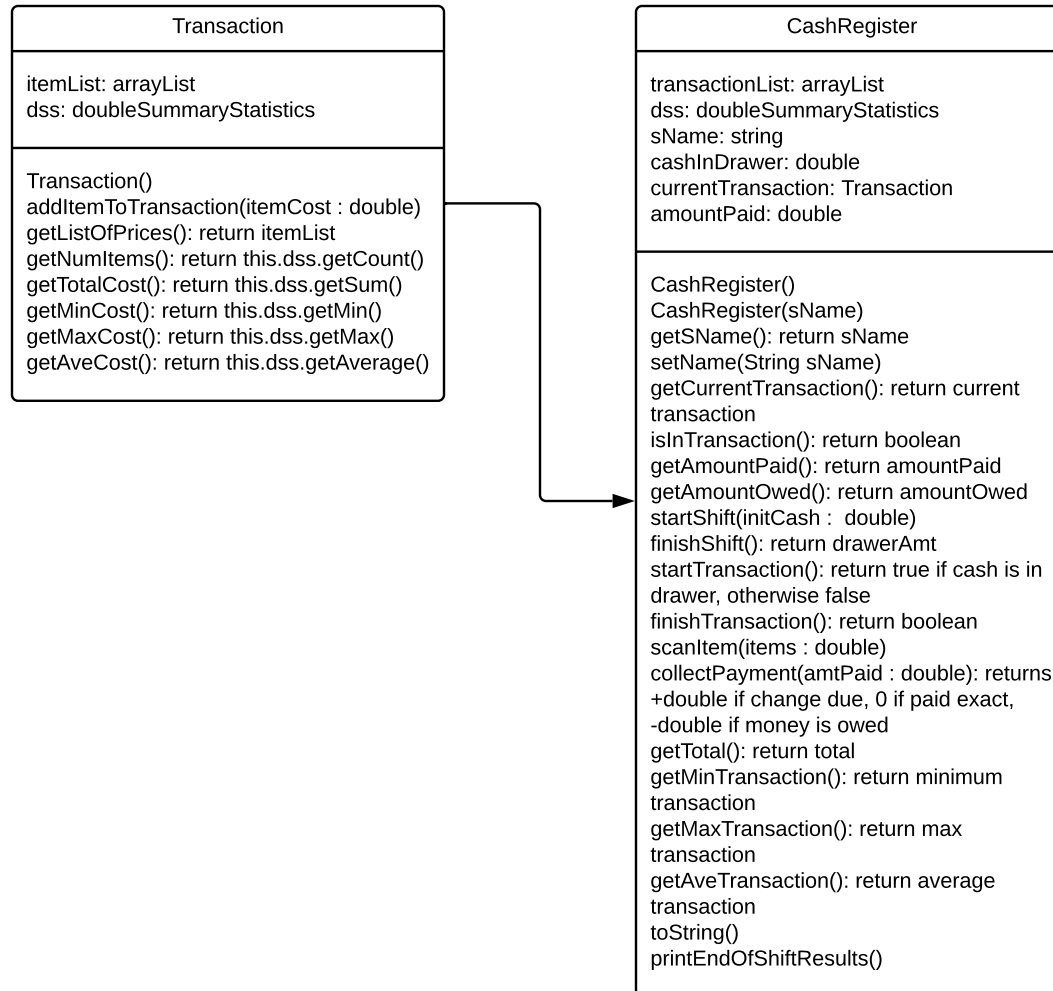 Transaction
itemList: arrayList
dss: doubleSummaryStatistics
Transaction()
addItemToTransaction(itemCost : double)
getListOfPrices(): return itemList
getNumItems(): return this.dss.getCount()
getTotalCost(): return this.dss.getSum()
getMinCost(): return this.dss.getMin()
getMaxCost(): return this.dss.getMax()
getAveCost(): return this.dss.getAverage()
CashRegister
transactionList: arrayList
dss: doubleSummaryStatistics
sName: string
cashInDrawer: double
currentTransaction: Transaction
amountPaid: double
CashRegister()
CashRegister(sName)
getSName(): return sName
setName(String sName)
getCurrentTransaction(): return current
transaction
isInTransaction(): return boolean
getAmountPaid(): return amountPaid
getAmountOwed(): return amountOwed
startShift(initCash :  double)
finishShift(): return drawerAmt
startTransaction(): return true if cash is in
drawer, otherwise false
finishTransaction(): return boolean
scanItem(items : double)
collectPayment(amtPaid : double): returns
+double if change due, 0 if paid exact,
-double if money is owed
getTotal(): return total
getMinTransaction(): return minimum
transaction
getMaxTransaction(): return max
transaction
getAveTransaction(): return average
transaction
toString()
printEndOfShiftResults()